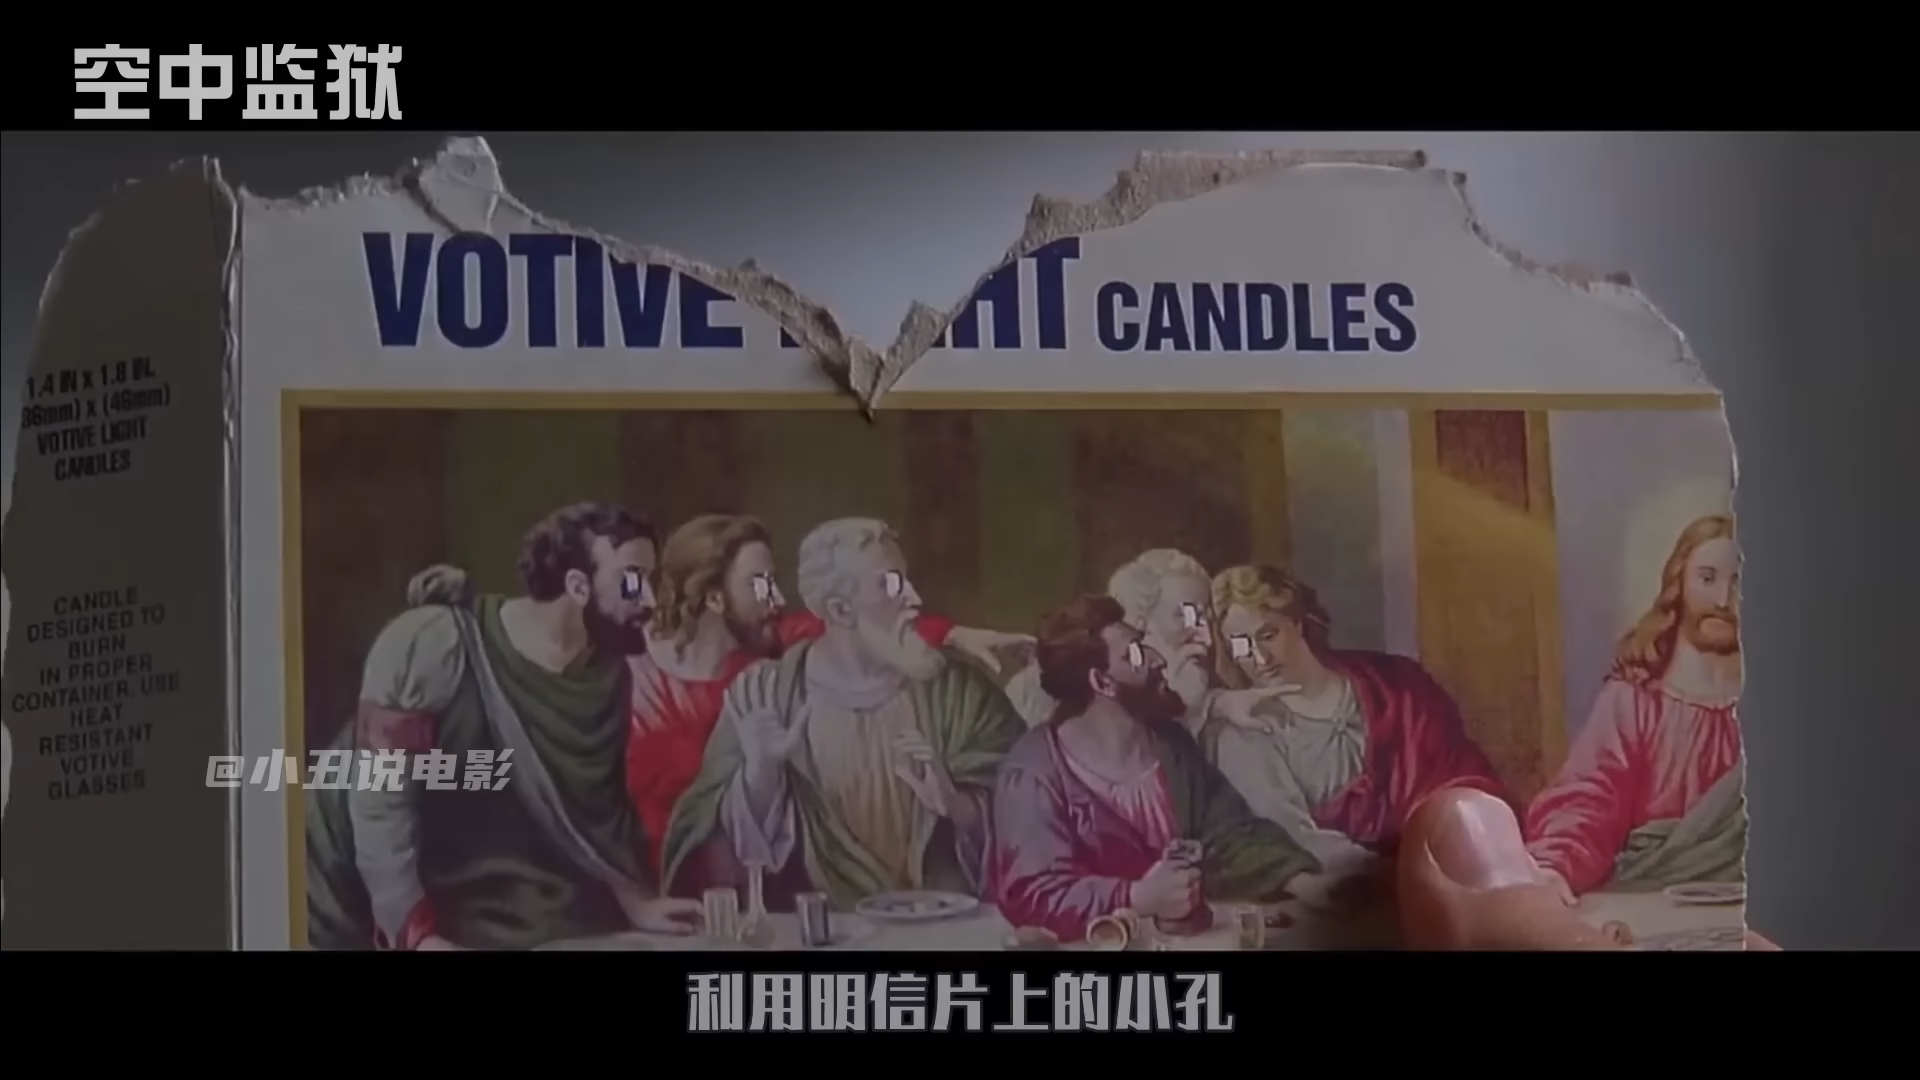 空中监狱
VOTIVE LIGHT CANDLES
1.4 IN x 1.8 IN.
36mm) x (46mm)
VOTIVE LIGHT
CANDLES
CANDLE
DESIGNED TO
BURN
IN PROPER
CONTAINER. USE
HEAT
RESISTANT
VOTIVE
GLASSES
@小丑说电影
利用明信片上的小孔